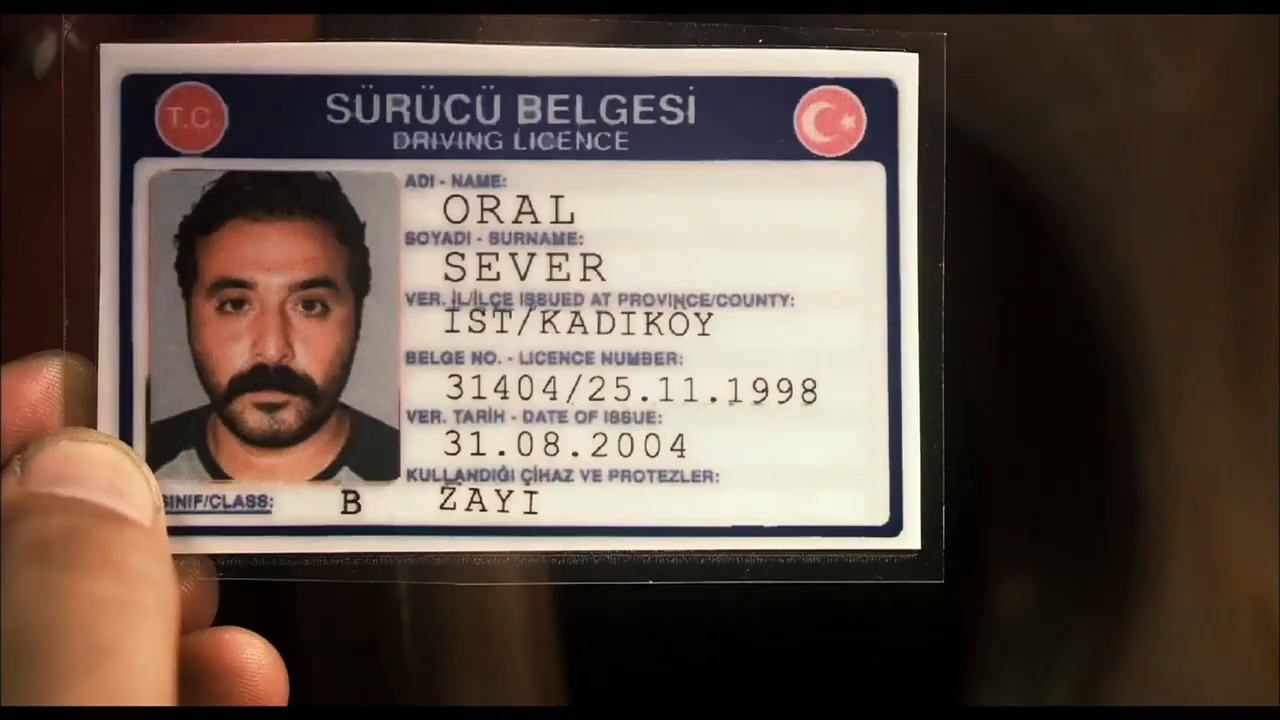 T.C.
SÜRÜCÜ BELGESİ
DRIVING LICENCE
ADI - NAME:
ORAL
SOYADI - SURNAME:
SEVER
VER. İL/İLÇE ISSUED AT PROVINCE/COUNTY:
İST/KADIKÖY
BELGE NO. - LICENCE NUMBER:
31404/25.11.1998
VER. TARİH - DATE OF ISSUE:
31.08.2004
KULLANDIĞI ÇİHAZ VE PROTEZLER:
ZAYİ
SINIF/CLASS: B